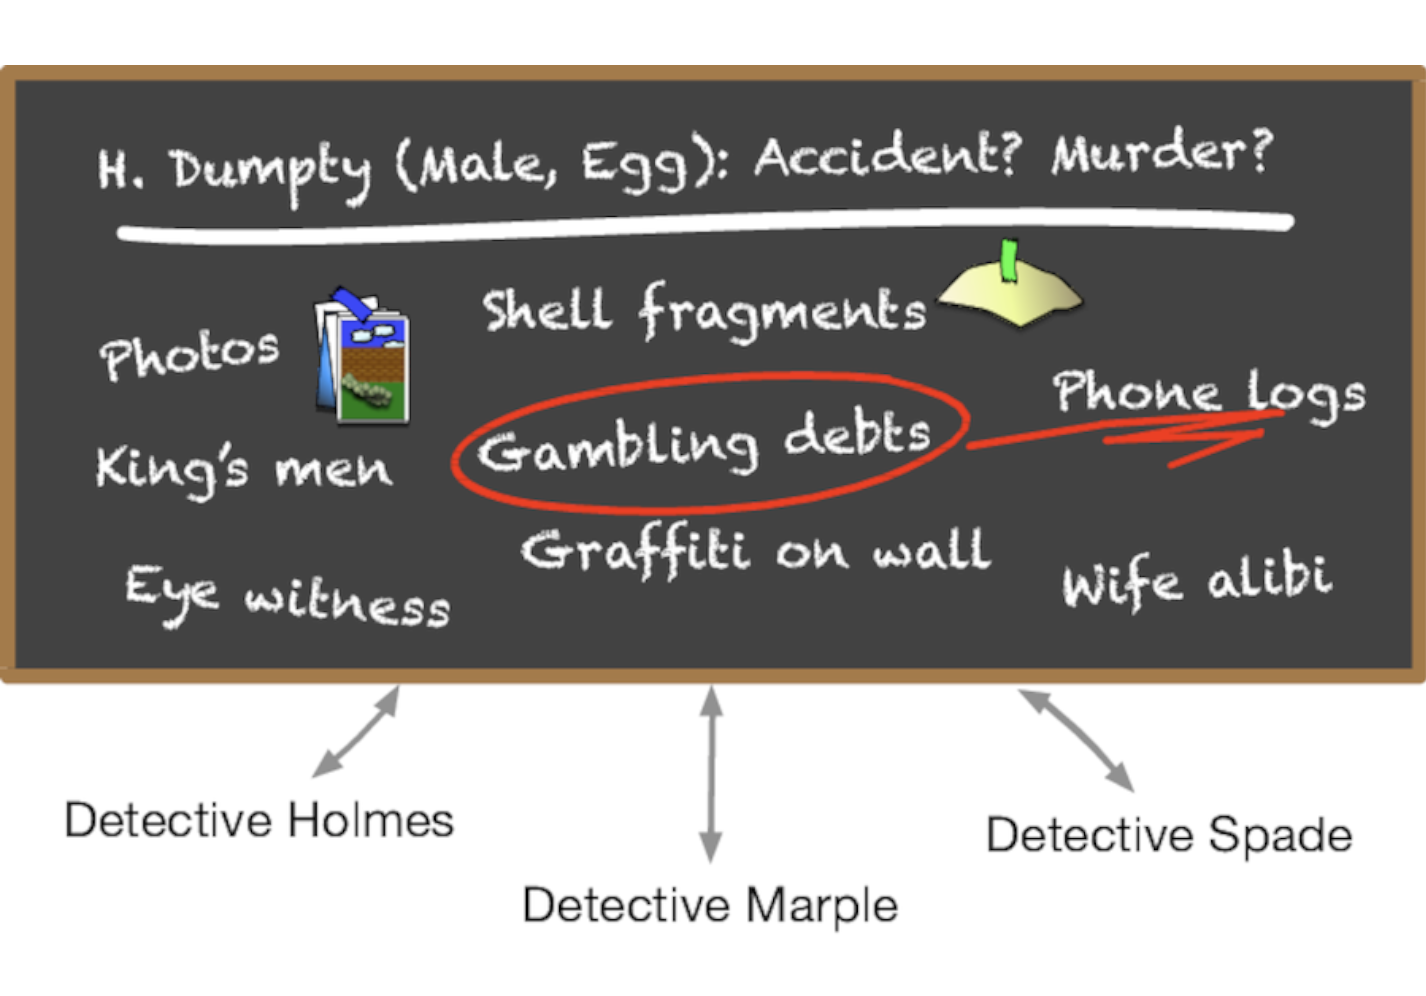 H. Dumpty (Male, Egg): Accident? Murder?
Shell fragments
Photos
Phone logs
Gambling debts
King's men
Graffiti on wall
Eye witness
Wife alibi
Detective Holmes
Detective Spade
Detective Marple